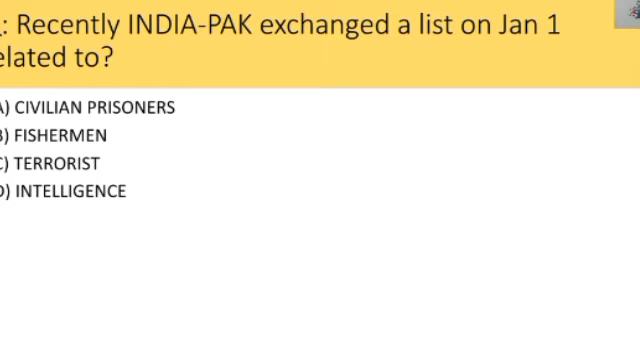 : Recently INDIA-PAK exchanged a list on Jan 1
elated to?
A) CIVILIAN PRISONERS
B) FISHERMEN
C) TERRORIST
D) INTELLIGENCE